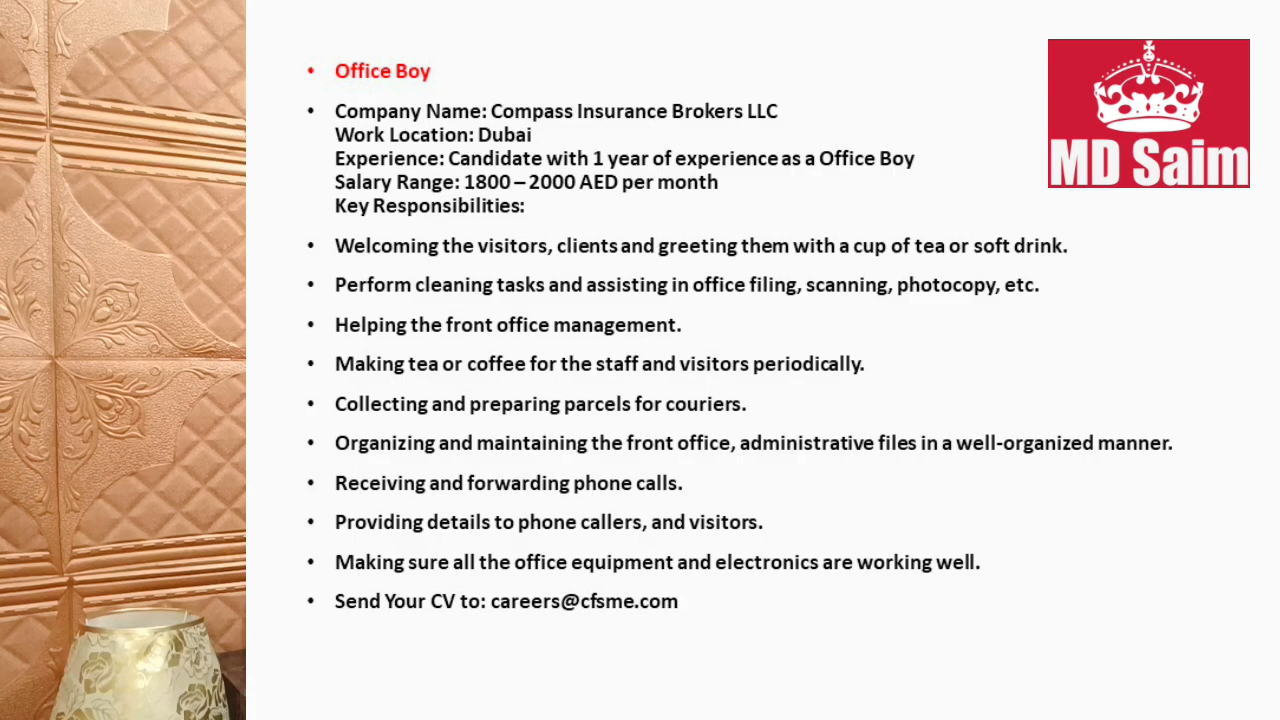 Office Boy
Company Name: Compass Insurance Brokers LLC
Work Location: Dubai
Experience: Candidate with 1 year of experience as a Office Boy
Salary Range: 1800 – 2000 AED per month
Key Responsibilities:
Welcoming the visitors, clients and greeting them with a cup of tea or soft drink.
Perform cleaning tasks and assisting in office filing, scanning, photocopy, etc.
Helping the front office management.
Making tea or coffee for the staff and visitors periodically.
Collecting and preparing parcels for couriers.
Organizing and maintaining the front office, administrative files in a well-organized manner.
Receiving and forwarding phone calls.
Providing details to phone callers, and visitors.
Making sure all the office equipment and electronics are working well.
Send Your CV to: careers@cfsme.com
MD Saim